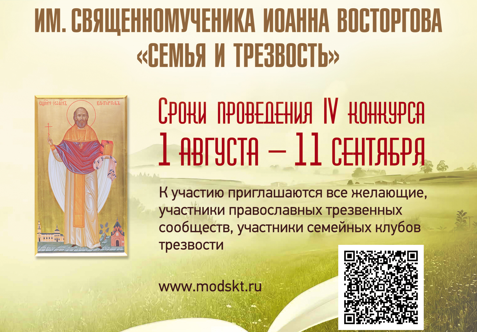 ИМ. СВЯЩЕННОМУЧЕНИКА ИОАННА ВОСТОРГОВА
«СЕМЬЯ И ТРЕЗВОСТЬ»
СРОКИ ПРОВЕДЕНИЯ IV КОНКУРСА
1 АВГУСТА – 11 СЕНТЯБРЯ
К участию приглашаются все желающие,
участники православных трезвенных
сообществ, участники семейных клубов
трезвости
www.modskt.ru